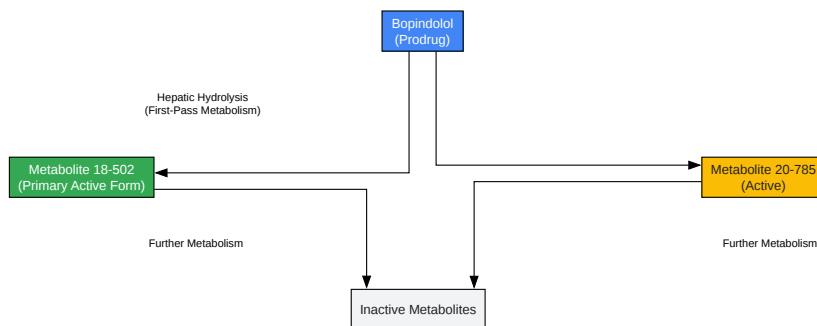 Bopindolol
(Prodrug)
Hepatic Hydrolysis
(First-Pass Metabolism)
Metabolite 18-502
(Primary Active Form)
Metabolite 20-785
(Active)
Further Metabolism
Further Metabolism
Inactive Metabolites